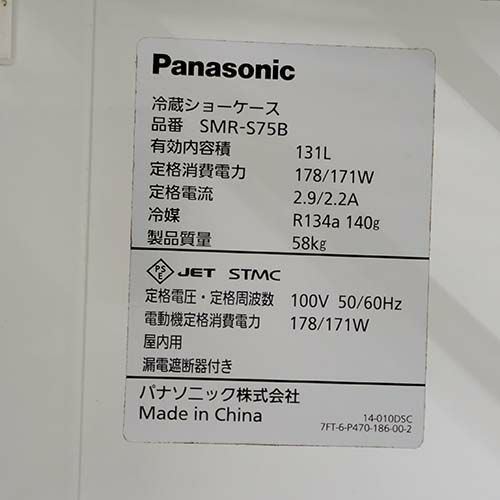 Panasonic
冷蔵ショーケース
品番 SMR-S75B
有効内容積 131L
定格消費電力 178/171W
定格電流 2.9/2.2A
冷媒 R134a 140g
製品質量 58kg
PSE JET STMC
定格電圧・定格周波数 100V 50/60Hz
電動機定格消費電力 178/171W
屋内用
漏電遮断器付き
パナソニック株式会社
Made in China
14-010DSC
7FT-6-P470-186-00-2